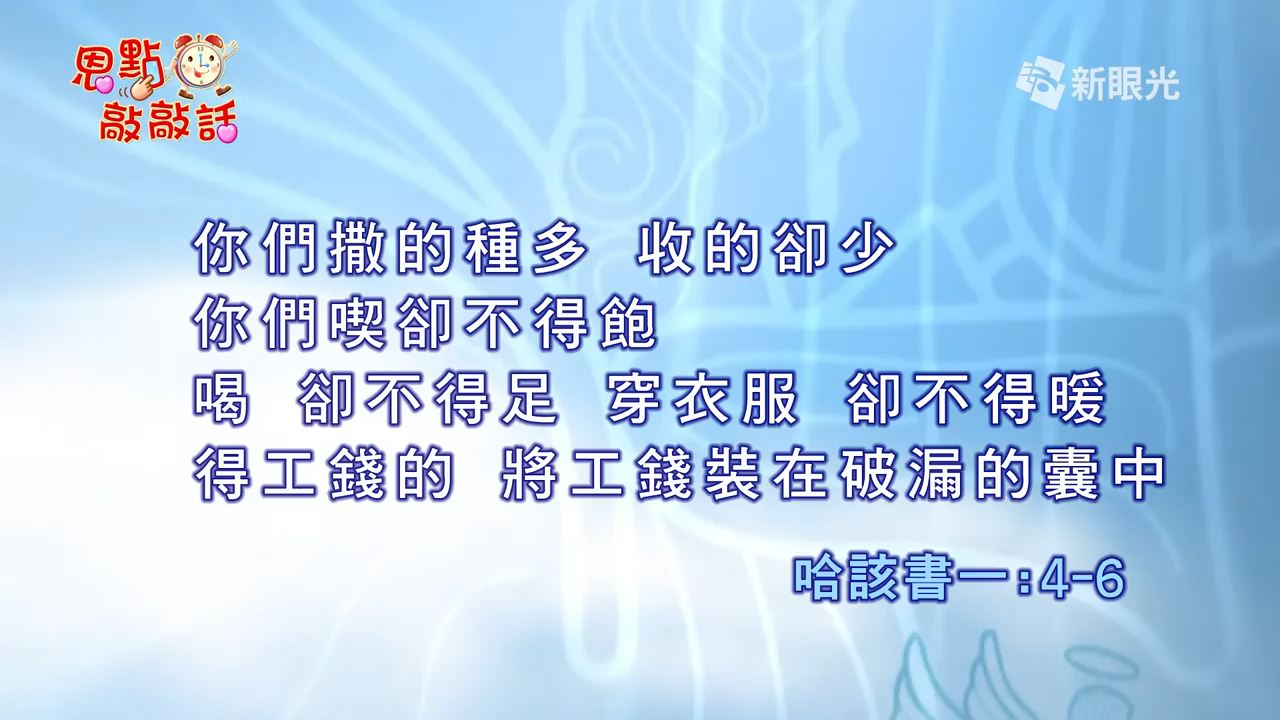 恩點
敲敲話
新眼光
你們撒的種多 收的卻少
你們喫卻不得飽
喝 卻不得足 穿衣服 卻不得暖
得工錢的 將工錢裝在破漏的囊中
哈該書一:4-6